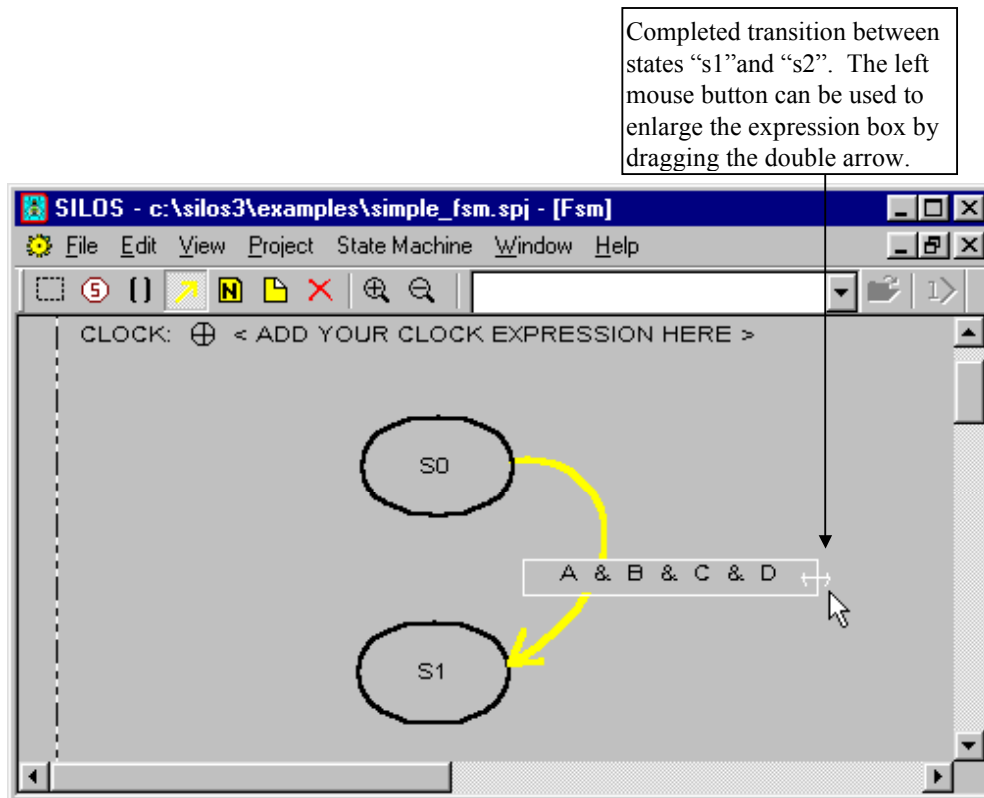 Completed transition between
states “s1”and “s2”. The left
mouse button can be used to
enlarge the expression box by
dragging the double arrow.
SILOS - c:\silos3\examples\simple_fsm.spj - [Fsm]
File Edit View Project State Machine Window Help
S () N 1>
CLOCK: < ADD YOUR CLOCK EXPRESSION HERE >
S0
A & B & C & D
S1